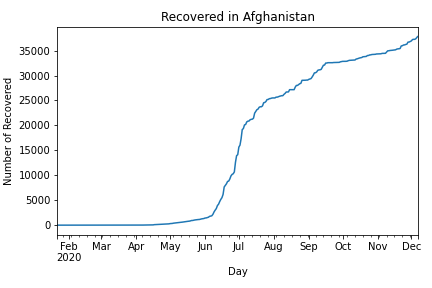 Recovered in Afghanistan
Number of Recovered
35000
30000
25000
20000
15000
10000
5000
0
Feb Mar Apr May Jun Jul Aug Sep Oct Nov Dec
2020
Day